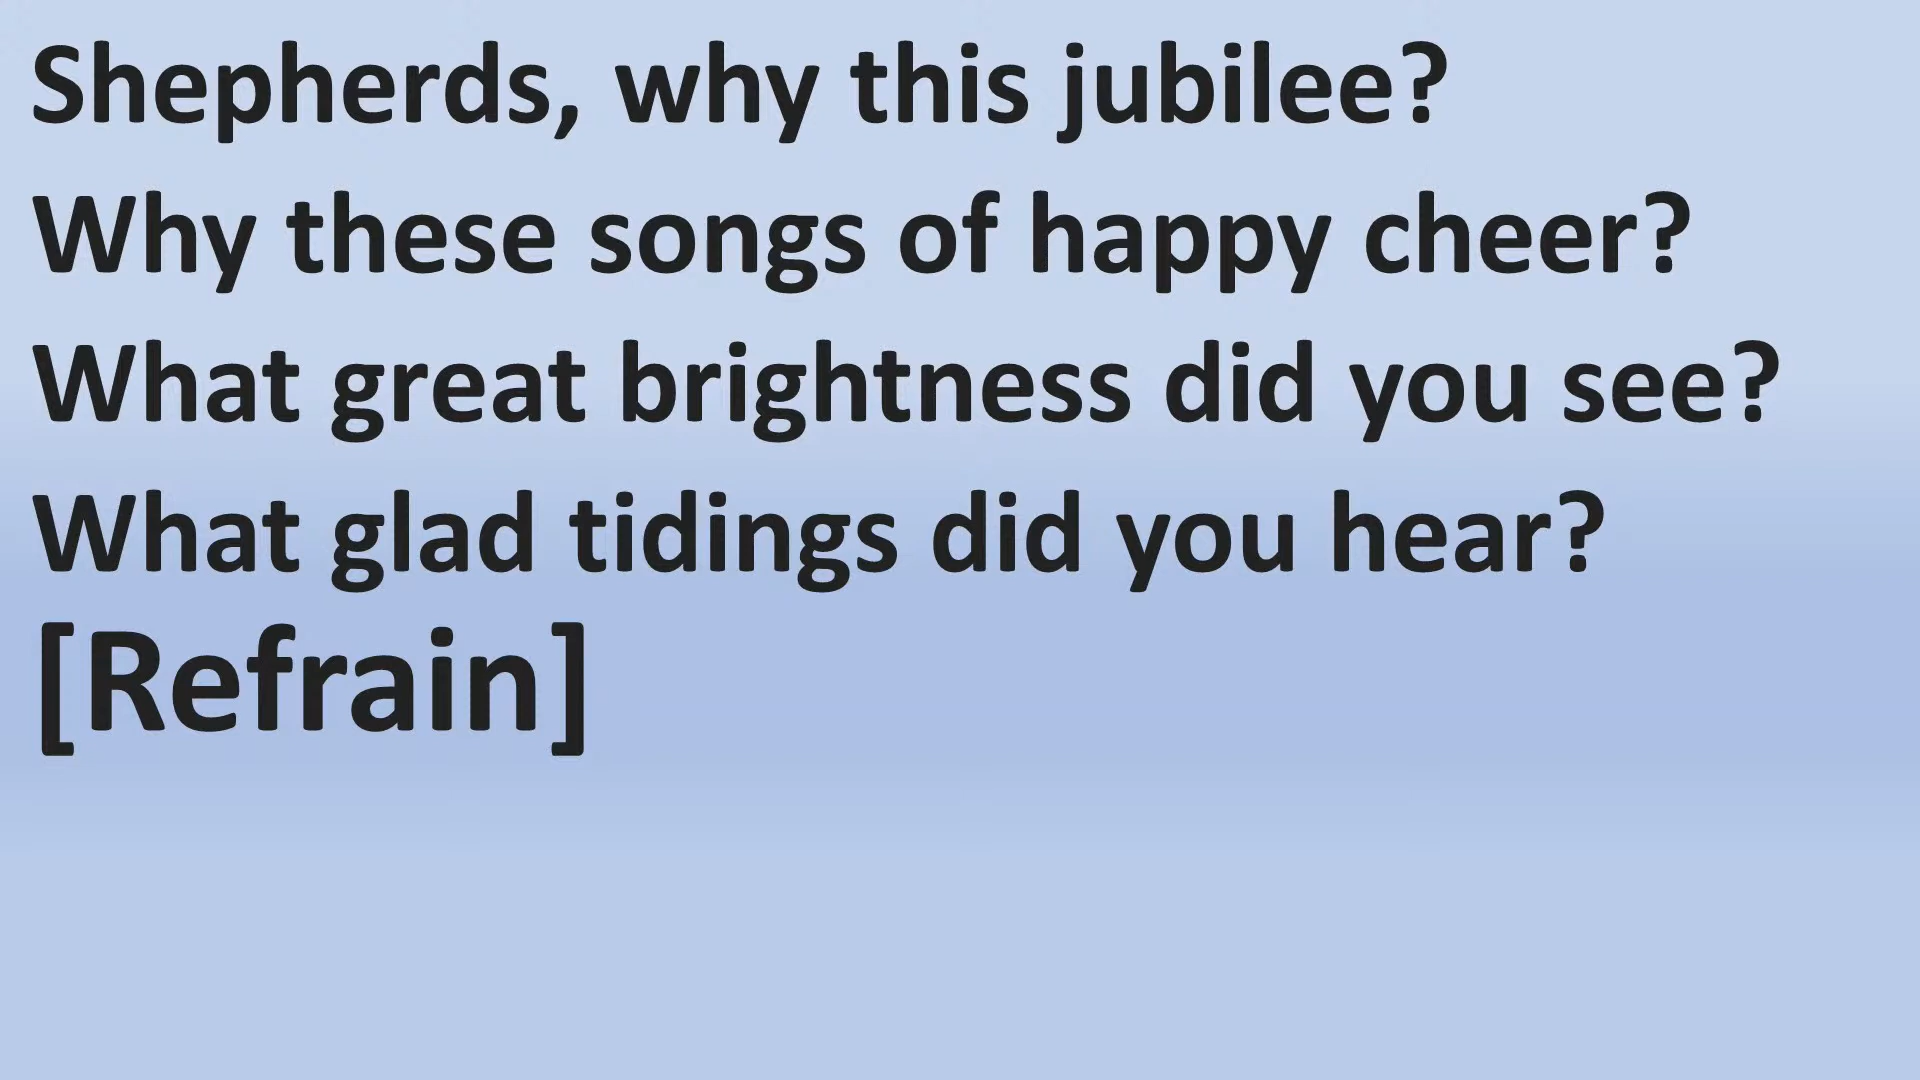 Shepherds, why this jubilee?
Why these songs of happy cheer?
What great brightness did you see?
What glad tidings did you hear?
[Refrain]